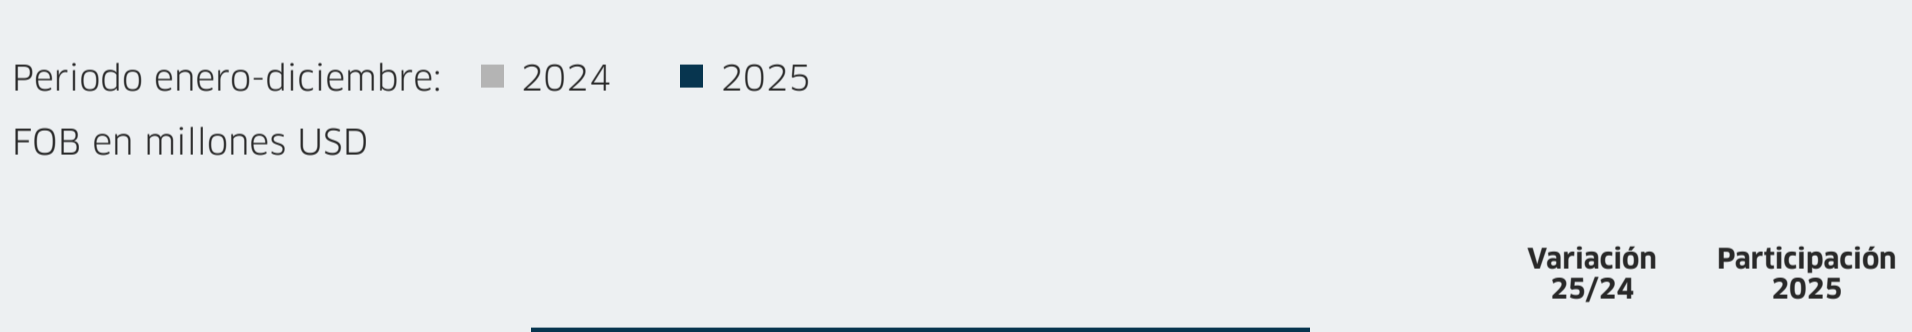 Periodo enero-diciembre: 2024 2025
FOB en millones USD
Variación Participación
25/24 2025